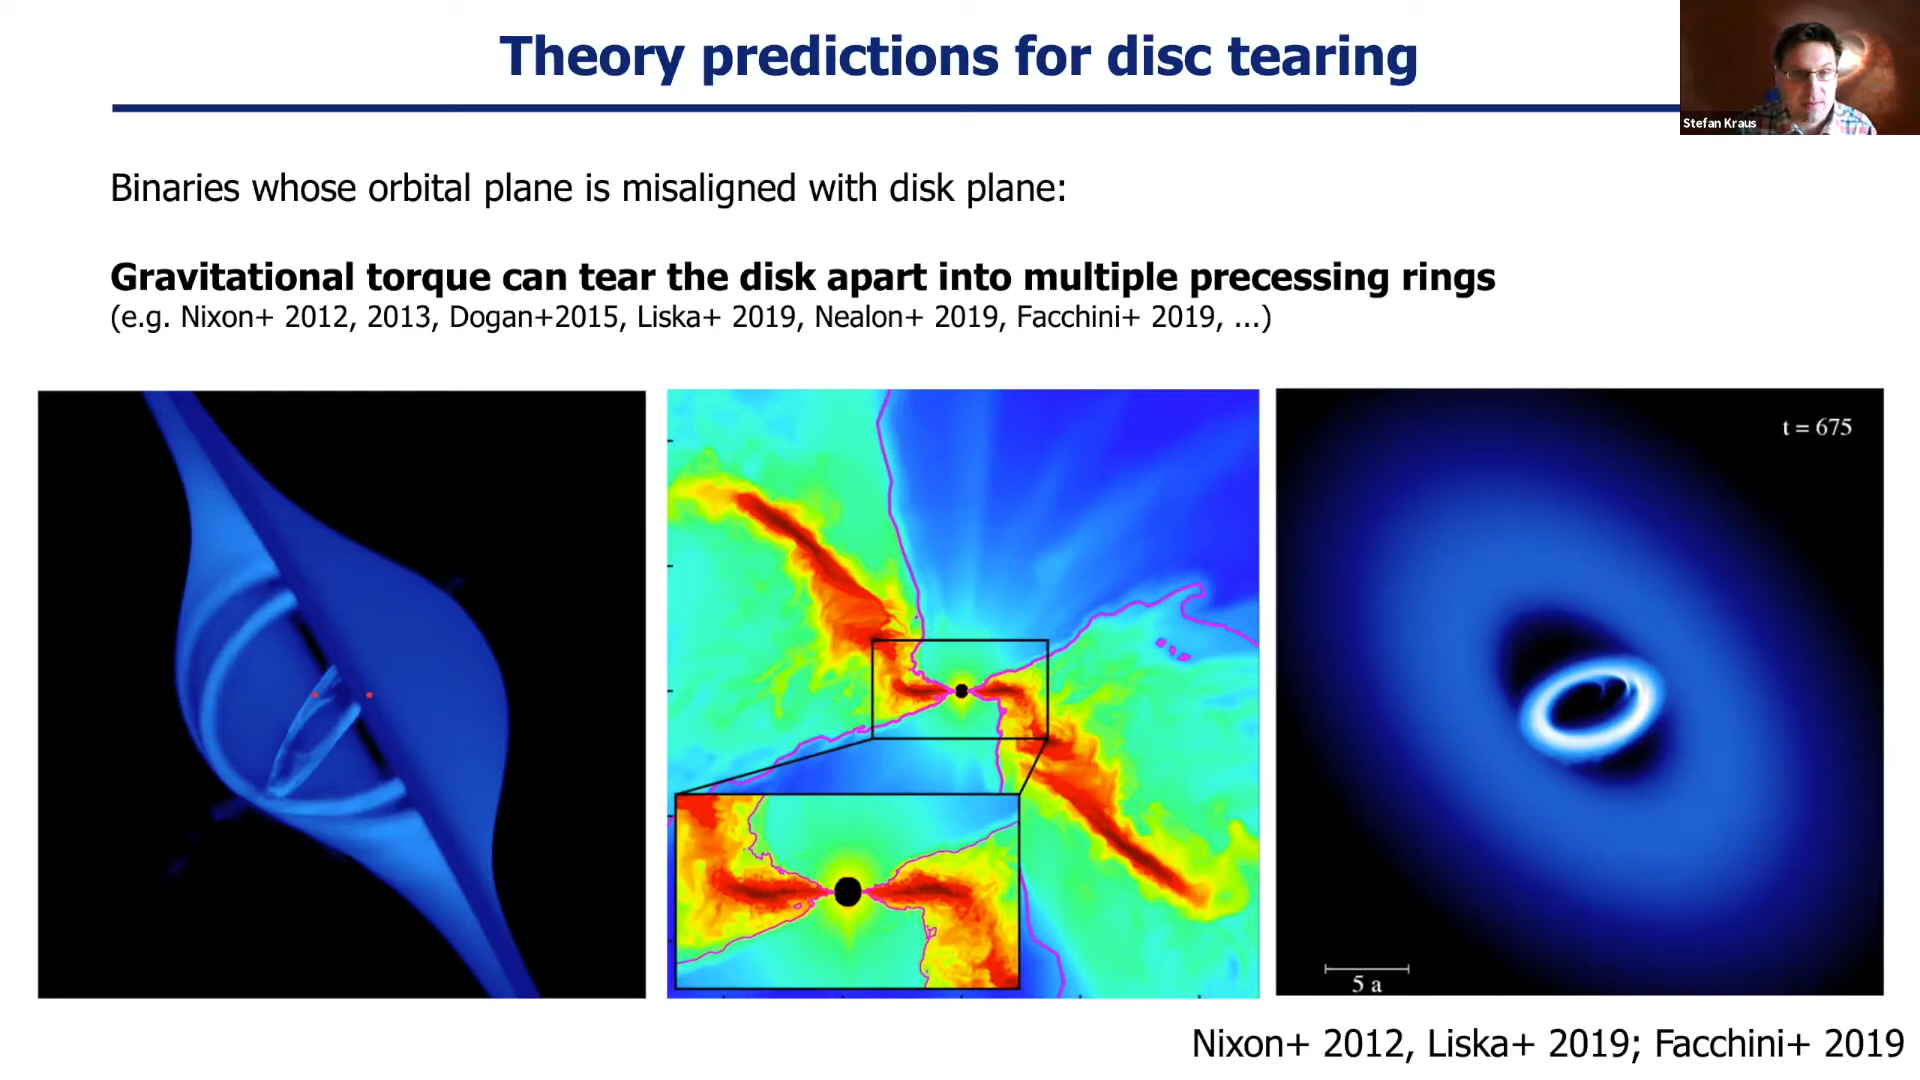 Theory predictions for disc tearing
Stefan Kraus
Binaries whose orbital plane is misaligned with disk plane:
Gravitational torque can tear the disk apart into multiple precessing rings
(e.g. Nixon+ 2012, 2013, Dogan+2015, Liska+ 2019, Nealon+ 2019, Facchini+ 2019, ...)
t = 675
5 a
Nixon+ 2012, Liska+ 2019; Facchini+ 2019